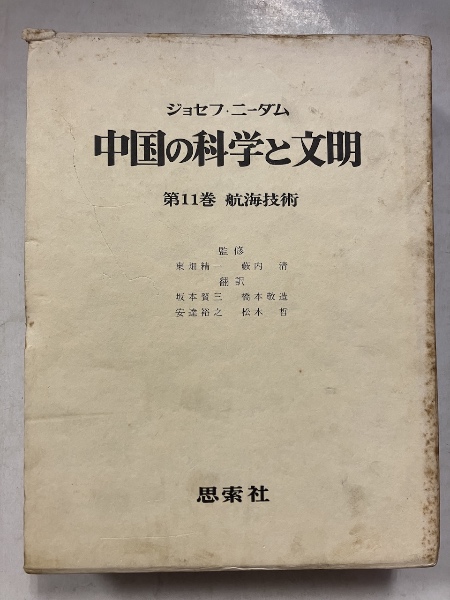 ジョセフ・ニーダム
中国の科学と文明
第11巻 航海技術
監修
東畑精一 薮内 清
翻訳
坂本賢三 橋本敬造
安達裕之 松木 哲
思索社